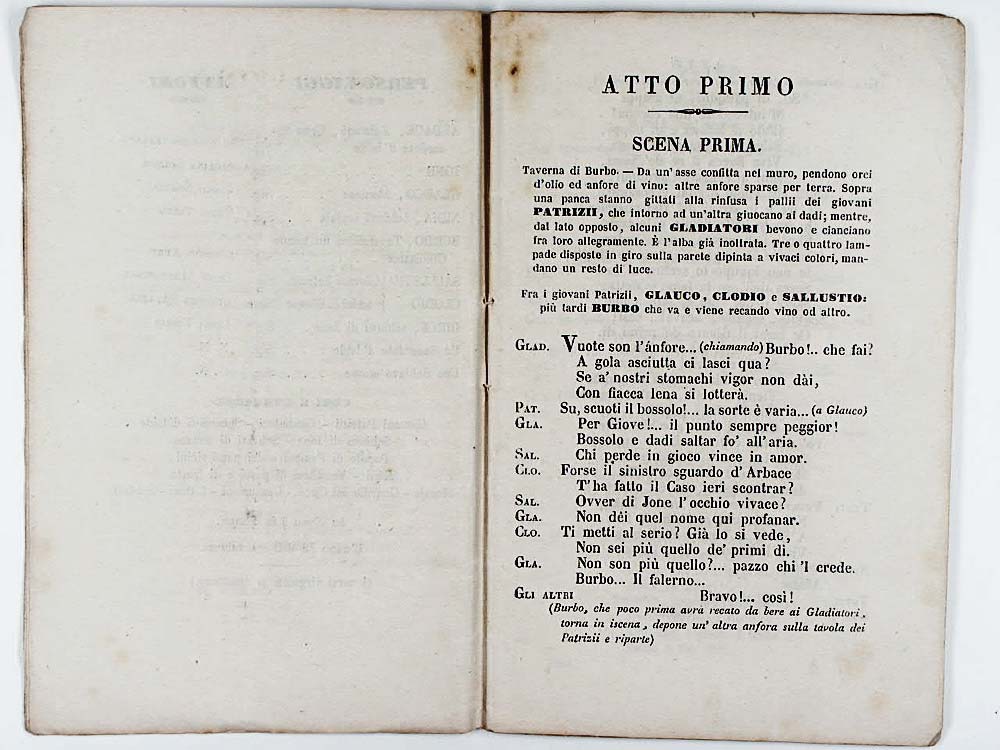 ATTO PRIMO
SCENA PRIMA.
Taverna di Burbo. — Da un' asse confitta nel muro, pendono orci
d'olio ed anfore di vino: altre anfore sparse per terra. Sopra
una panca stanno gittati alla rinfusa i pallii dei giovani
PATRIZII, che intorno ad un'altra giuocano ai dadi; mentre,
dal lato opposto, alcuni GLADIATORI bevono e cianciano
fra loro allegramente. È l'alba già inoltrata. Tre o quattro lam-
pade disposte in giro sulla parete dipinta a vivaci colori, man-
dano un resto di luce.
Fra i giovani Patrizii, GLAUCO, CLODIO e SALLUSTIO:
più tardi BURBO che va e viene recando vino od altro.
GLAD. Vuote son l'ánfore... (chiamando) Burbo!.. che fai?
A gola asciutta ci lasci qua?
Se a' nostri stomachi vigor non dài,
Con fiacca lena si lotterà.
PAT. Su, scuoti il bossolo!... la sorte è varia... (a Glauco)
GLA. Per Giove!... il punto sempre peggior!
Bossolo e dadi saltar fo' all'aria.
SAL. Chi perde in gioco vince in amor.
CLO. Forse il sinistro sguardo d' Arbace
T'ha fatto il Caso ieri scontrar?
SAL. Ovver di Jone l'occhio vivace?
GLA. Non déi quel nome qui profanar.
CLO. Ti metti al serio? Già lo si vede,
Non sei più quello de' primi dì.
GLA. Non son più quello?... pazzo chi 'l crede.
Burbo... Il falerno...
GLI ALTRI Bravo!... così!
(Burbo, che poco prima avrà recato da bere ai Gladiatori,
torna in iscena, depone un' altra anfora sulla tavola dei
Patrizii e riparte)